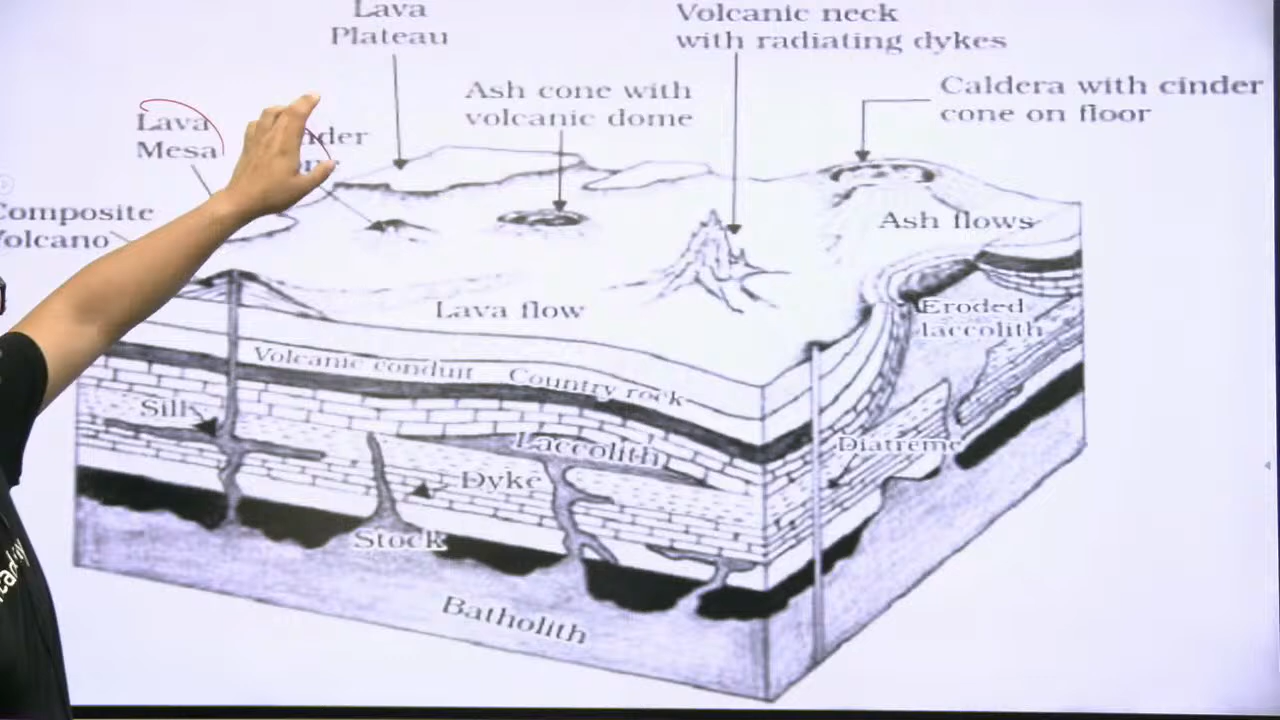 Lava
Plateau
Volcanic neck
with radiating dykes
Ash cone with
volcanic dome
Caldera with cinder
cone on floor
Lava
Mesa
Composite
Ash flows
Lava flow
Eroded
laccolith
Volcanic conduit
Country rock
Sill
Laccolith
Diatreme
Dyke
Stock
Batholith